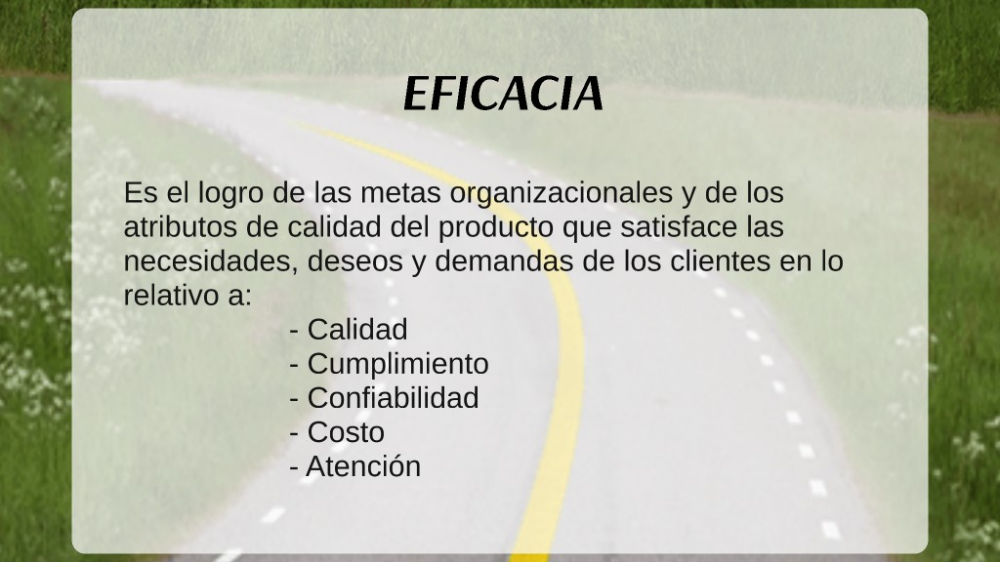 EFICACIA
Es el logro de las metas organizacionales y de los
atributos de calidad del producto que satisface las
necesidades, deseos y demandas de los clientes en lo
relativo a:
- Calidad
- Cumplimiento
- Confiabilidad
- Costo
- Atención